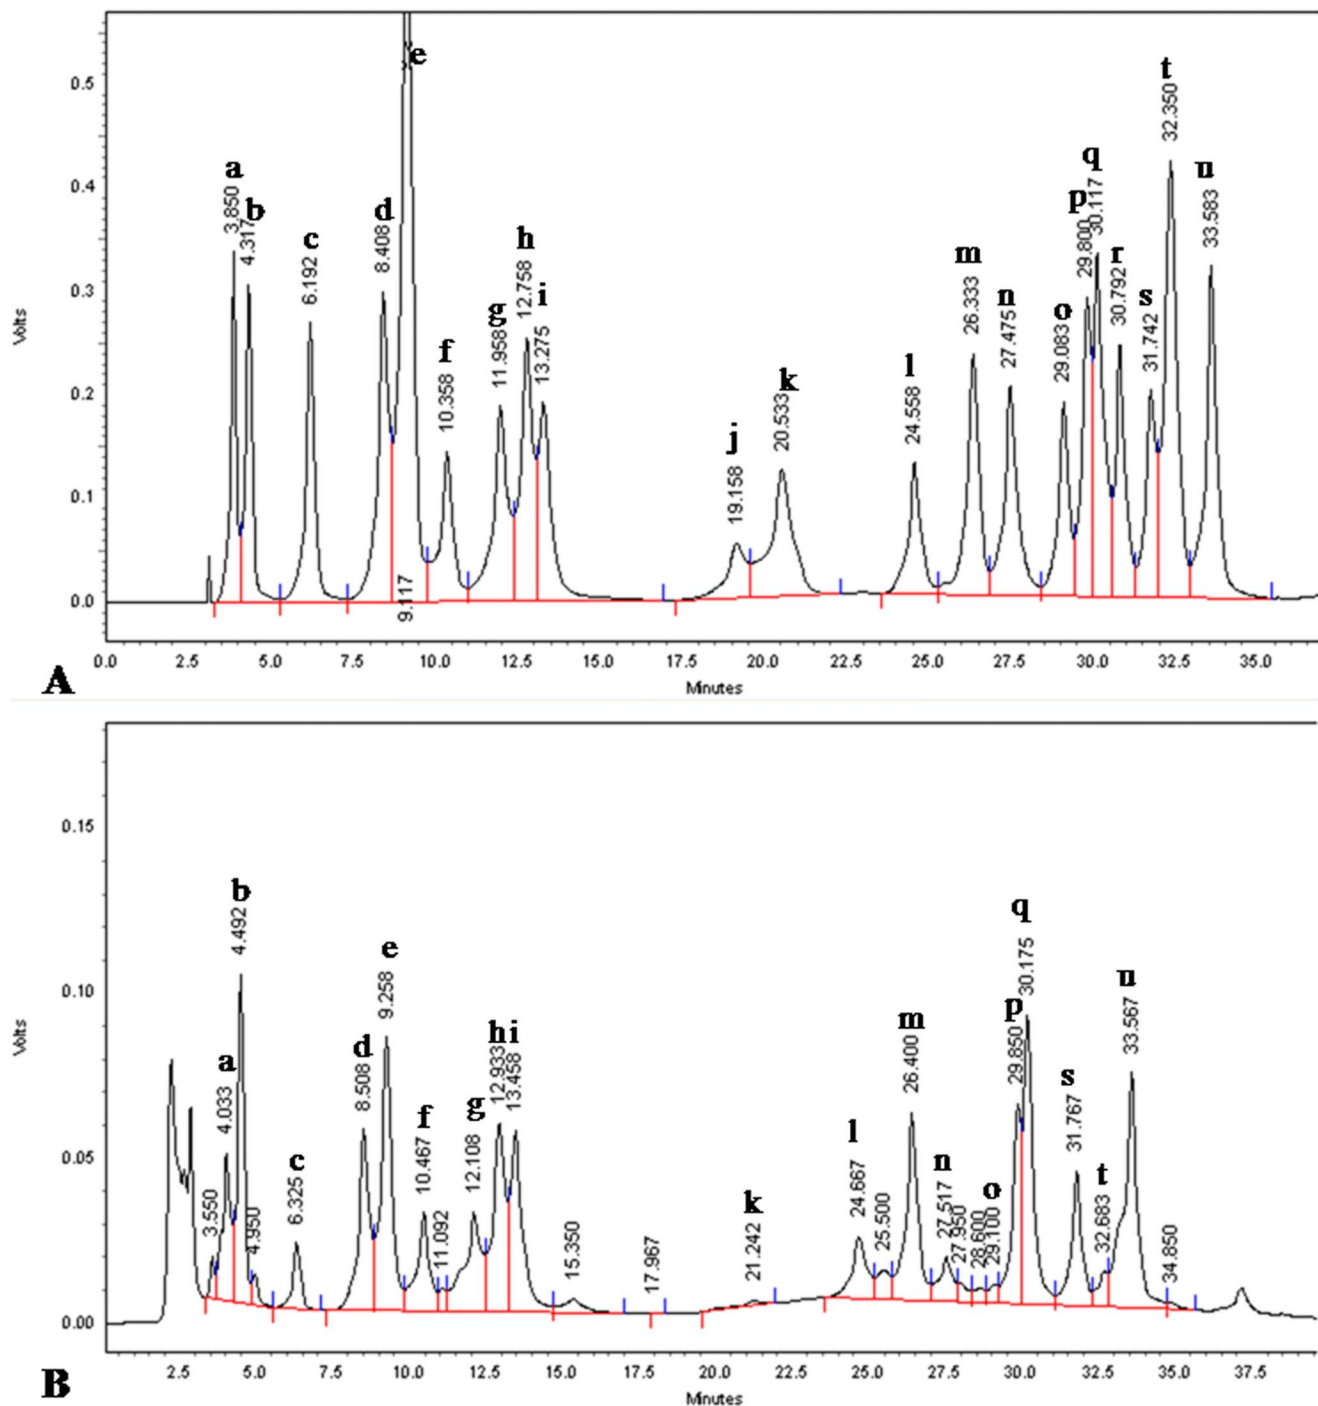 0.5
0.4
0.3
0.2
0.1
0.0
Volts
a
3.850
b
4.317
c
6.192
d
8.408
e
9.117
f
10.358
g
11.958
h
12.758
i
13.275
j
19.158
k
20.533
l
24.558
m
26.333
n
27.475
o
29.083
p
29.800
q
30.117
r
30.792
s
31.742
t
32.350
u
33.583
0.0 2.5 5.0 7.5 10.0 12.5 15.0 17.5 20.0 22.5 25.0 27.5 30.0 32.5 35.0
Minutes
A
0.15
0.10
0.05
0.00
Volts
3.550
a
4.033
b
4.492
4.950
c
6.325
d
8.508
e
9.258
f
10.467
11.092
g
12.108
h
12.933
i
13.458
15.350
17.967
k
21.242
l
24.667
25.500
m
26.400
n
27.517
27.950
28.600
o
29.100
p
29.850
q
30.175
s
31.767
t
32.683
u
33.567
34.850
2.5 5.0 7.5 10.0 12.5 15.0 17.5 20.0 22.5 25.0 27.5 30.0 32.5 35.0 37.5
Minutes
B